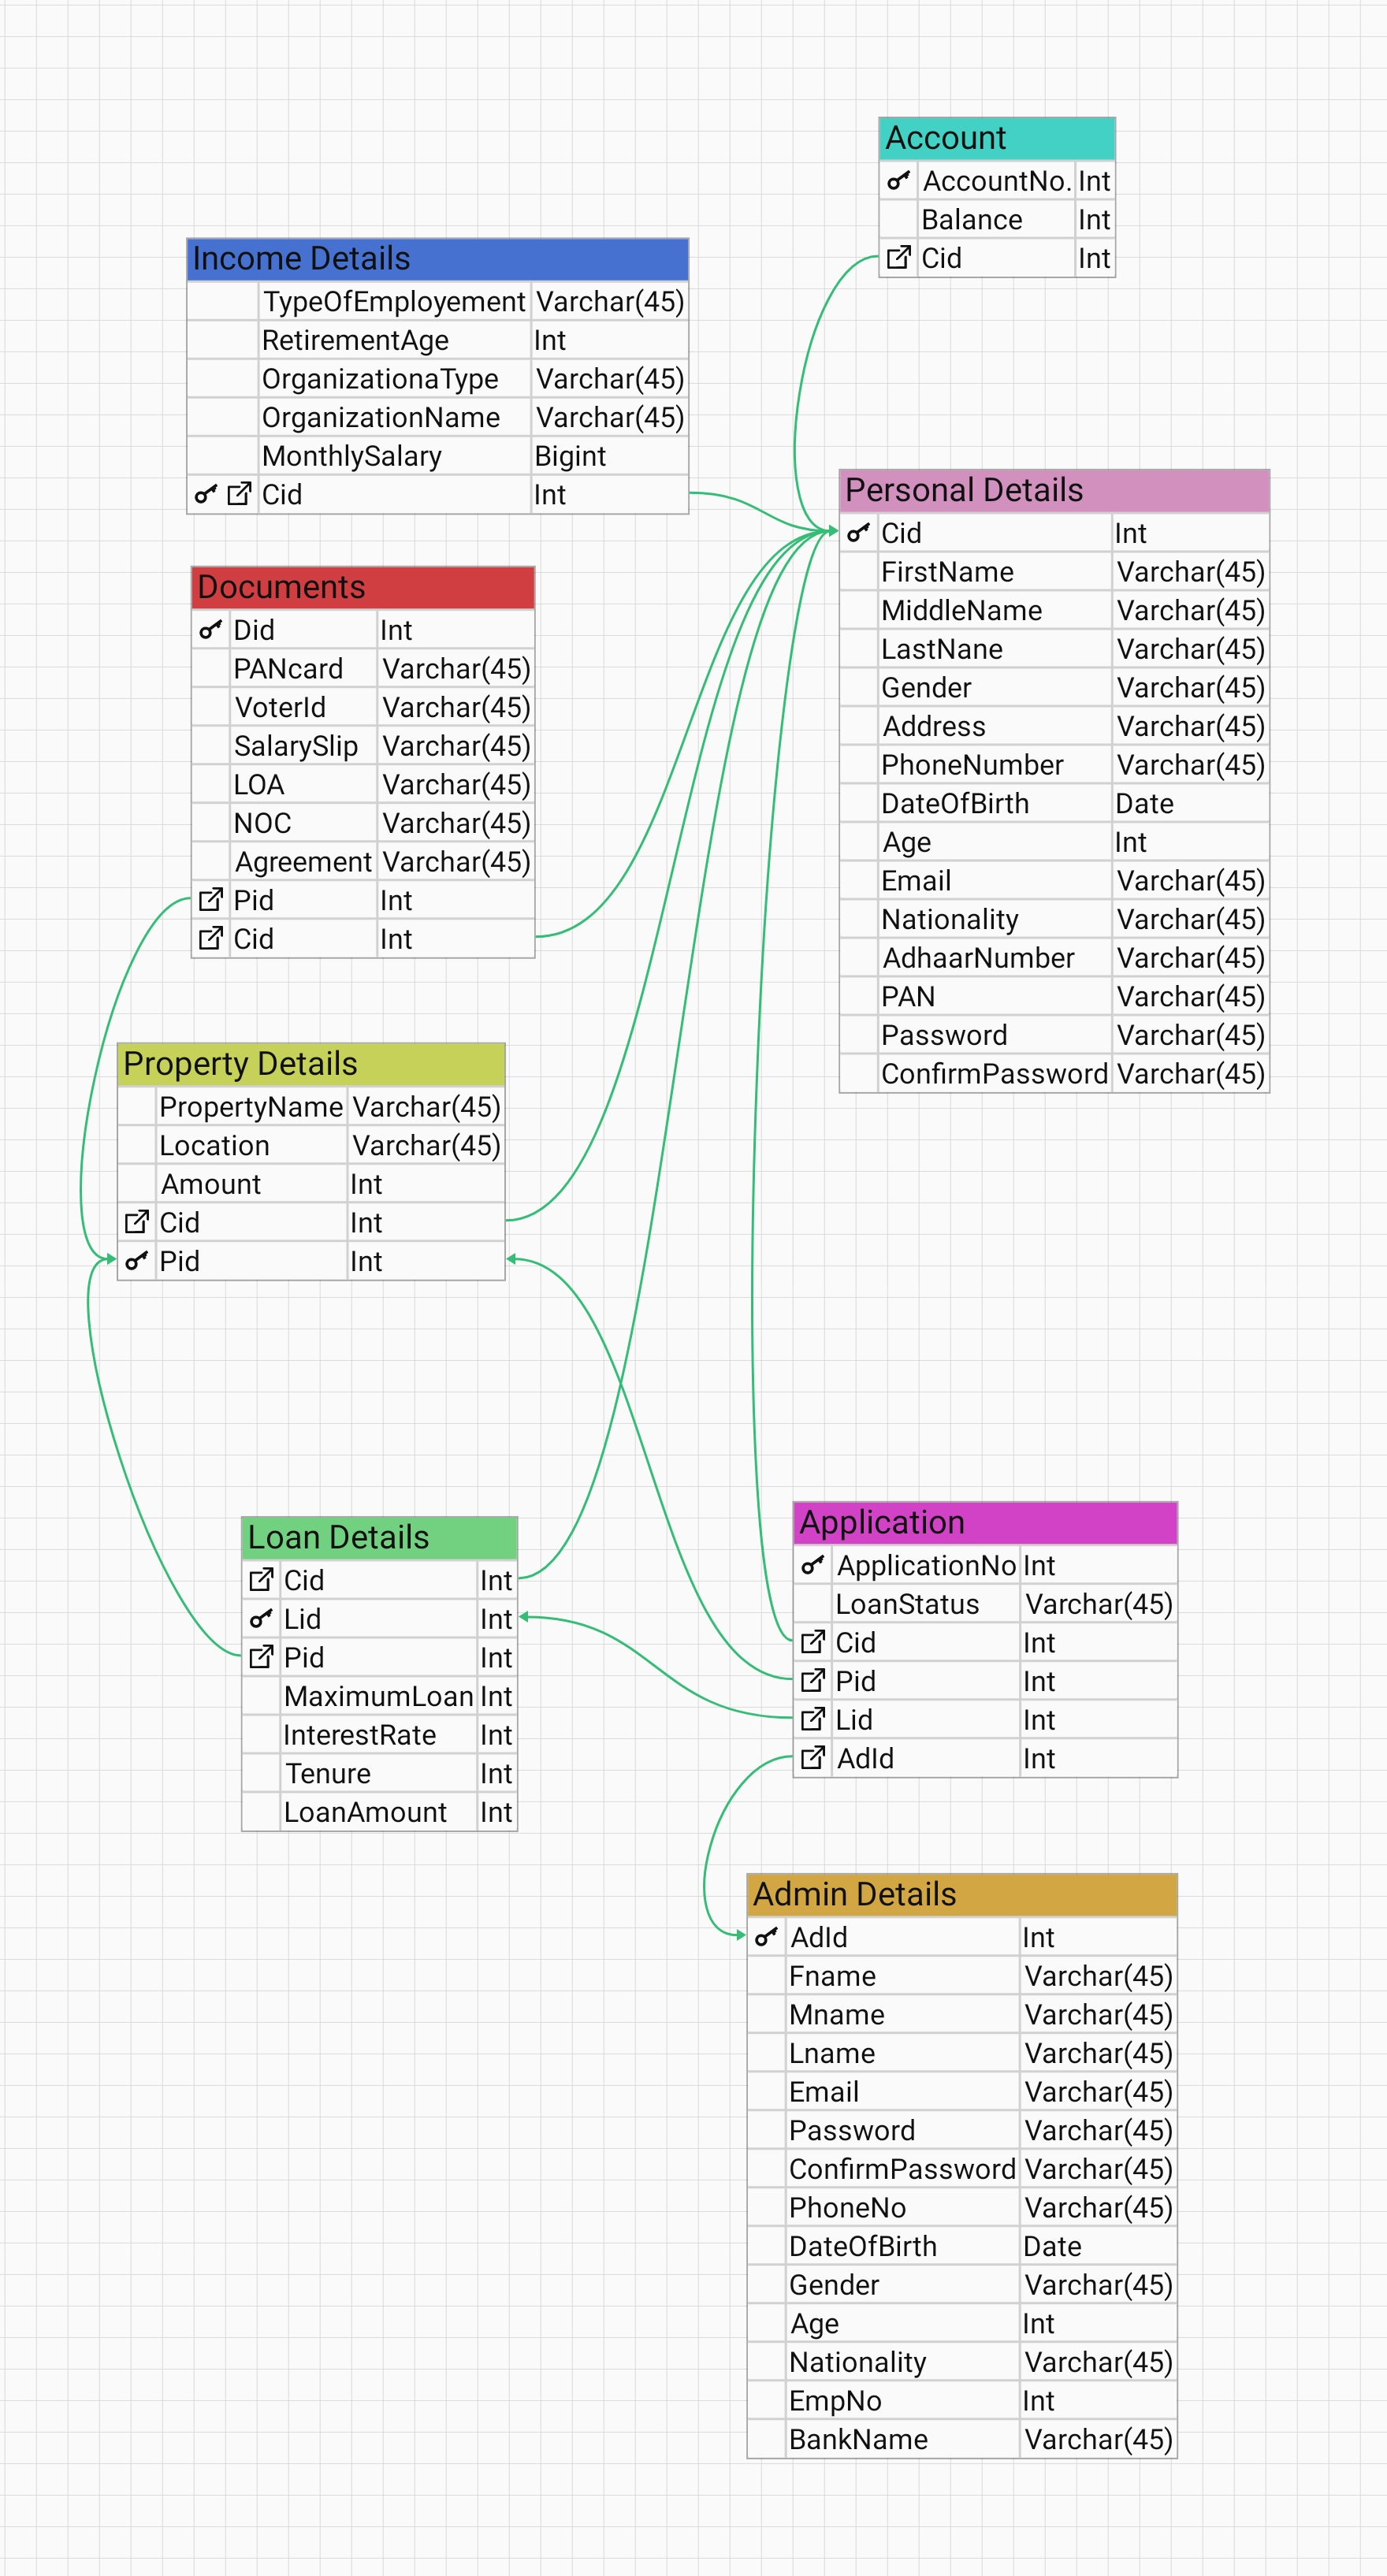 Account
AccountNo. Int
Balance Int
Cid Int
Income Details
TypeOfEmployement Varchar(45)
RetirementAge Int
OrganizationaType Varchar(45)
OrganizationName Varchar(45)
MonthlySalary Bigint
Cid Int
Personal Details
Cid Int
FirstName Varchar(45)
MiddleName Varchar(45)
LastNane Varchar(45)
Gender Varchar(45)
Address Varchar(45)
PhoneNumber Varchar(45)
DateOfBirth Date
Age Int
Email Varchar(45)
Nationality Varchar(45)
AdhaarNumber Varchar(45)
PAN Varchar(45)
Password Varchar(45)
ConfirmPassword Varchar(45)
Documents
Did Int
PANcard Varchar(45)
VoterId Varchar(45)
SalarySlip Varchar(45)
LOA Varchar(45)
NOC Varchar(45)
Agreement Varchar(45)
Pid Int
Cid Int
Property Details
PropertyName Varchar(45)
Location Varchar(45)
Amount Int
Cid Int
Pid Int
Loan Details
Cid Int
Lid Int
Pid Int
MaximumLoan Int
InterestRate Int
Tenure Int
LoanAmount Int
Application
ApplicationNo Int
LoanStatus Varchar(45)
Cid Int
Pid Int
Lid Int
AdId Int
Admin Details
AdId Int
Fname Varchar(45)
Mname Varchar(45)
Lname Varchar(45)
Email Varchar(45)
Password Varchar(45)
ConfirmPassword Varchar(45)
PhoneNo Varchar(45)
DateOfBirth Date
Gender Varchar(45)
Age Int
Nationality Varchar(45)
EmpNo Int
BankName Varchar(45)